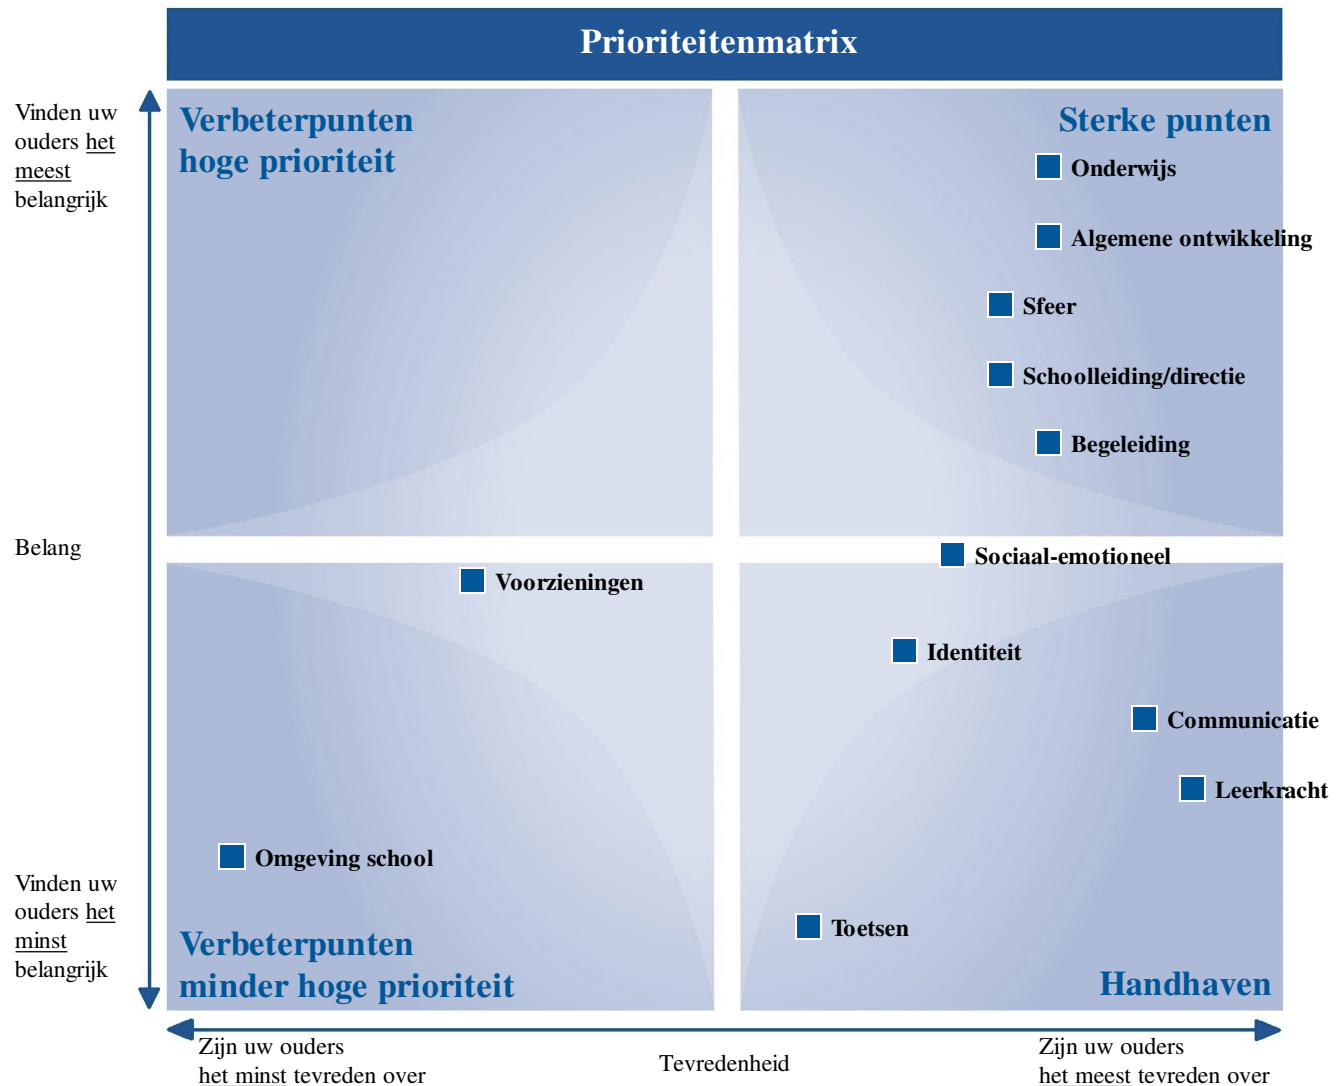 Prioriteitenmatrix
Vinden uw
ouders het
meest
belangrijk
Verbeterpunten
hoge prioriteit
Sterke punten
Onderwijs
Algemene ontwikkeling
Sfeer
Schoolleiding/directie
Begeleiding
Belang
Sociaal-emotioneel
Voorzieningen
Identiteit
Communicatie
Leerkracht
Omgeving school
Vinden uw
ouders het
minst
belangrijk
Toetsen
Verbeterpunten
minder hoge prioriteit
Handhaven
Zijn uw ouders
het minst tevreden over
Tevredenheid
Zijn uw ouders
het meest tevreden over